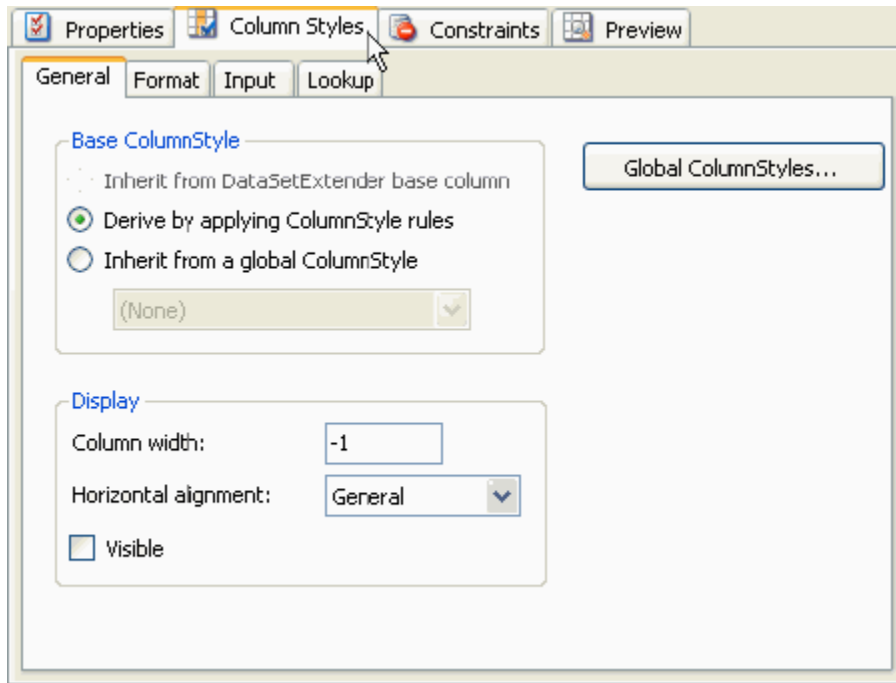 Properties Column Styles Constraints Preview
General Format Input Lookup
Base ColumnStyle
Inherit from DataSetExtender base column
Global ColumnStyles...
Derive by applying ColumnStyle rules
Inherit from a global ColumnStyle
(None)
Display
Column width: -1
Horizontal alignment: General
Visible